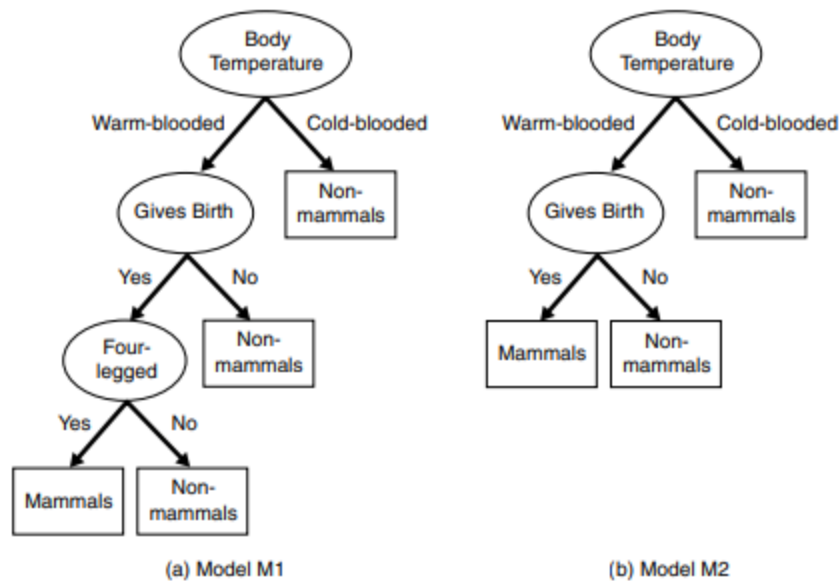 Body
Temperature
Warm-blooded
Cold-blooded
Gives Birth
Non-
mammals
Yes
No
Four-
legged
Non-
mammals
Yes
No
Mammals
Non-
mammals
(a) Model M1
Body
Temperature
Warm-blooded
Cold-blooded
Gives Birth
Non-
mammals
Yes
No
Mammals
Non-
mammals
(b) Model M2